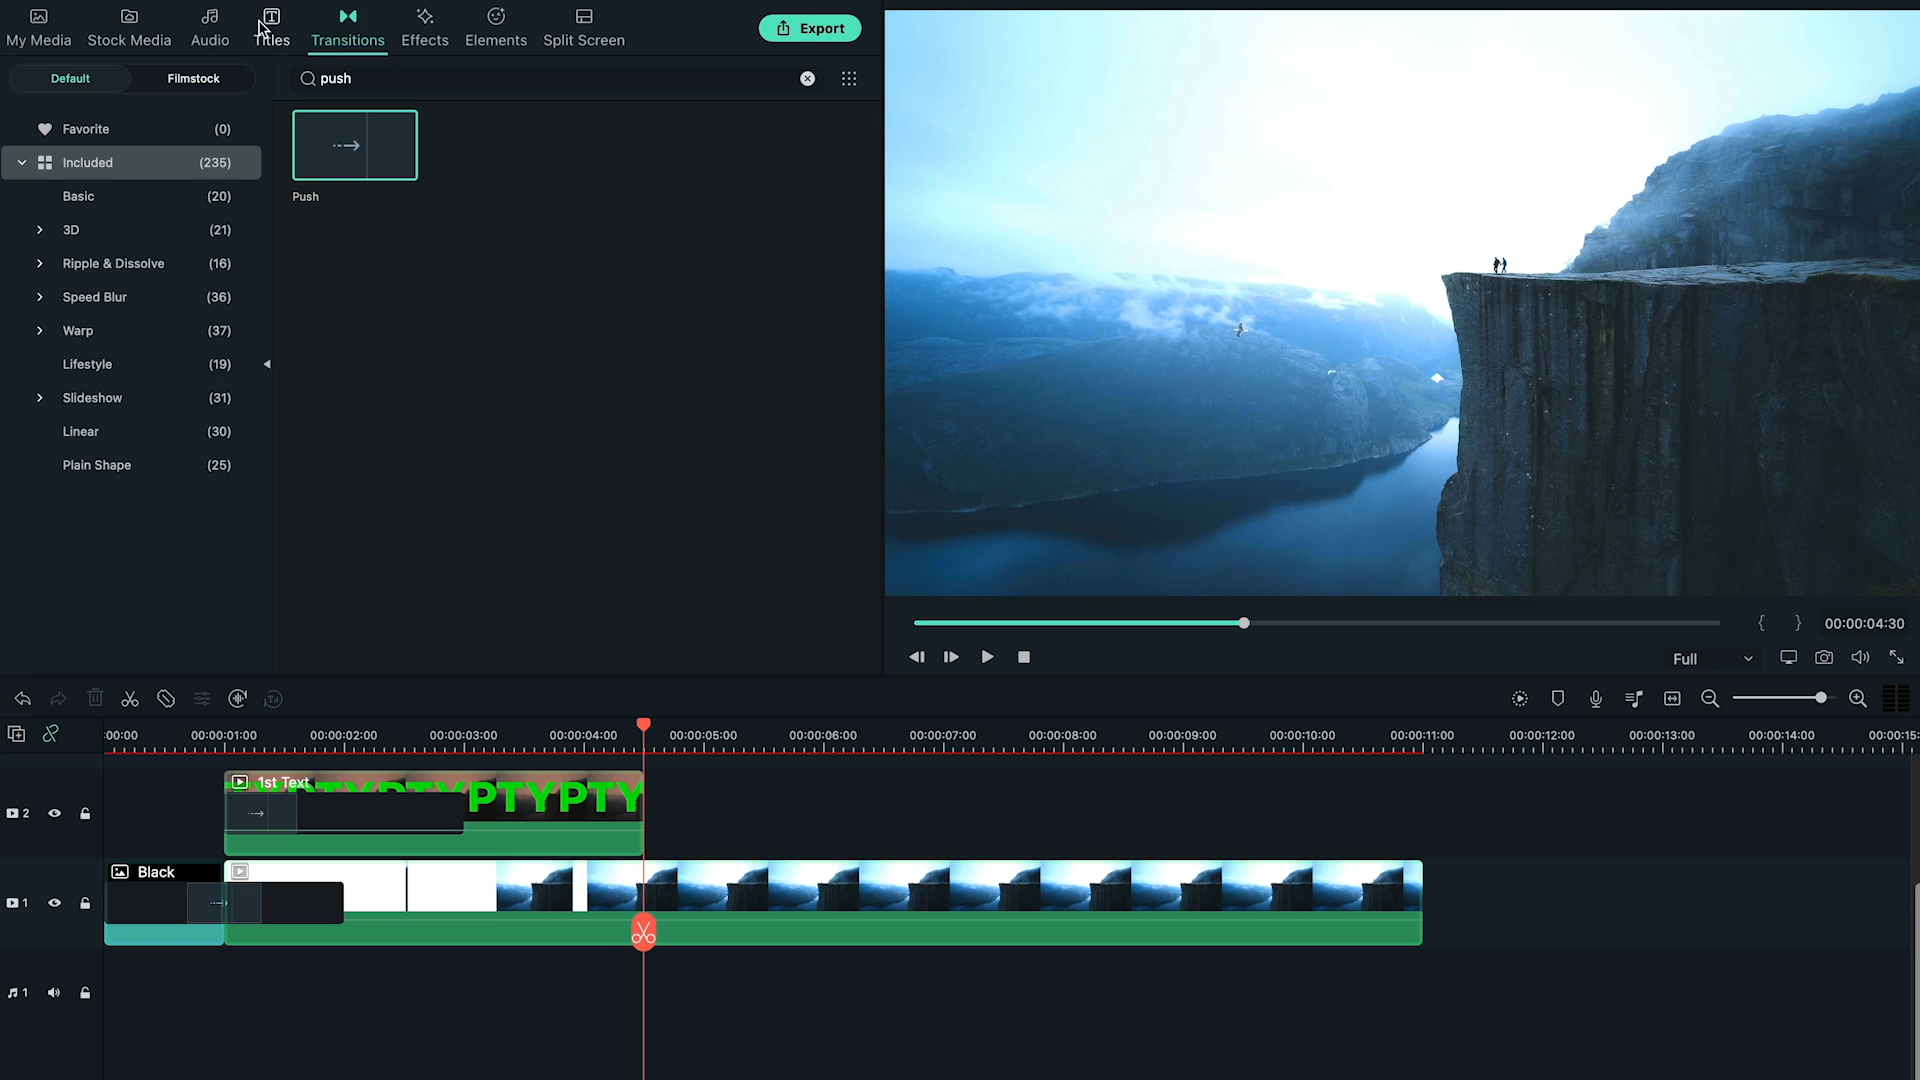 My Media Stock Media Audio Titles Transitions Effects Elements Split Screen Export
Default Filmstock push
Favorite (0)
Included (235)
Basic (20)
3D (21)
Ripple & Dissolve (16)
Speed Blur (36)
Warp (37)
Lifestyle (19)
Slideshow (31)
Linear (30)
Plain Shape (25)
Push
{ } 00:00:04:30
Full
:00:00 00:00:01:00 00:00:02:00 00:00:03:00 00:00:04:00 00:00:05:00 00:00:06:00 00:00:07:00 00:00:08:00 00:00:09:00 00:00:10:00 00:00:11:00 00:00:12:00 00:00:13:00 00:00:14:00 00:00:15:
1st Text
PTYPTY
2
Black
1
1